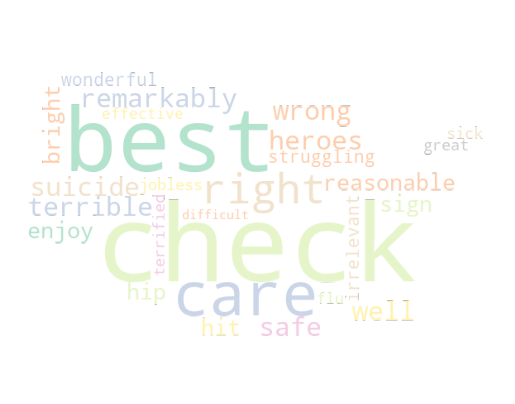 wonderful
remarkably
bright
effective
best
wrong
heroes
struggling
sick
great
suicide
jobless
right
reasonable
terrible
difficult
terrified
irrelevant
sign
enjoy
check
hip
care
flu
well
hit
safe